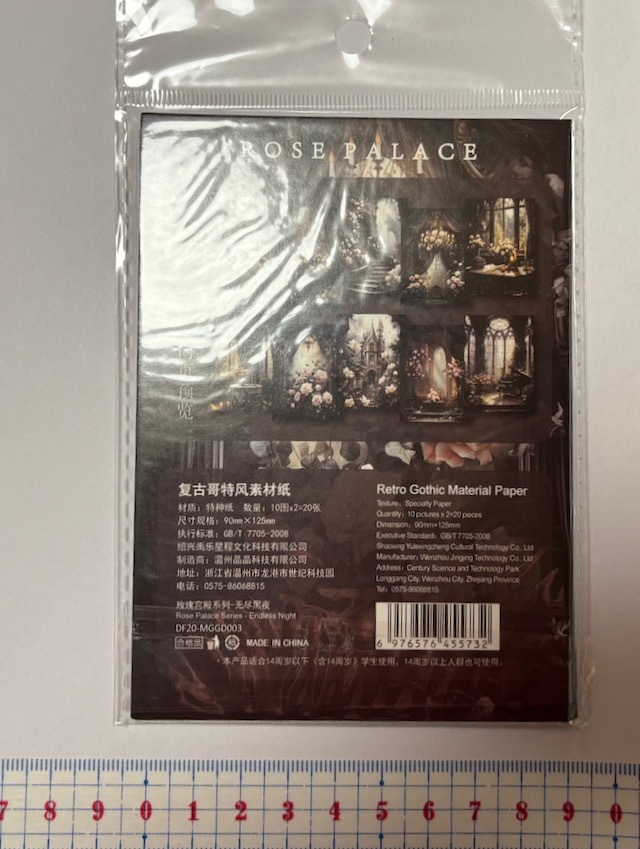 ROSE PALACE
预览
复古哥特风素材纸
材质：特种纸 数量：10图x2=20张
尺寸规格：90mm×125mm
执行标准：GB/T 7705-2008
绍兴禹乐星程文化科技有限公司
制造商：温州晶晶科技有限公司
地址：浙江省温州市龙港市世纪科技园
电话：0575-86068815
玫瑰宫殿系列-无尽黑夜
Rose Palace Series - Endless Night
DF20-MGGD003
合格品 MADE IN CHINA
Retro Gothic Material Paper
Texture: Specialty Paper
Quantity: 10 pictures x 2=20 pieces
Dimension: 90mm×125mm
Executive Standard: GB/T 7705-2008
Shaoxing Yulexingcheng Cultural Technology Co., Ltd
Manufacturer: Wenzhou Jingjing Technology Co., Ltd
Address: Century Science and Technology Park,
Longgang City, Wenzhou City, Zhejiang Province
Tel: 0575-86068815
6 976576 455732
·本产品适合14周岁以下（含14周岁）学生使用，14周岁以上人群也可使用。
7 8 9 0 1 2 3 4 5 6 7 8 9 0